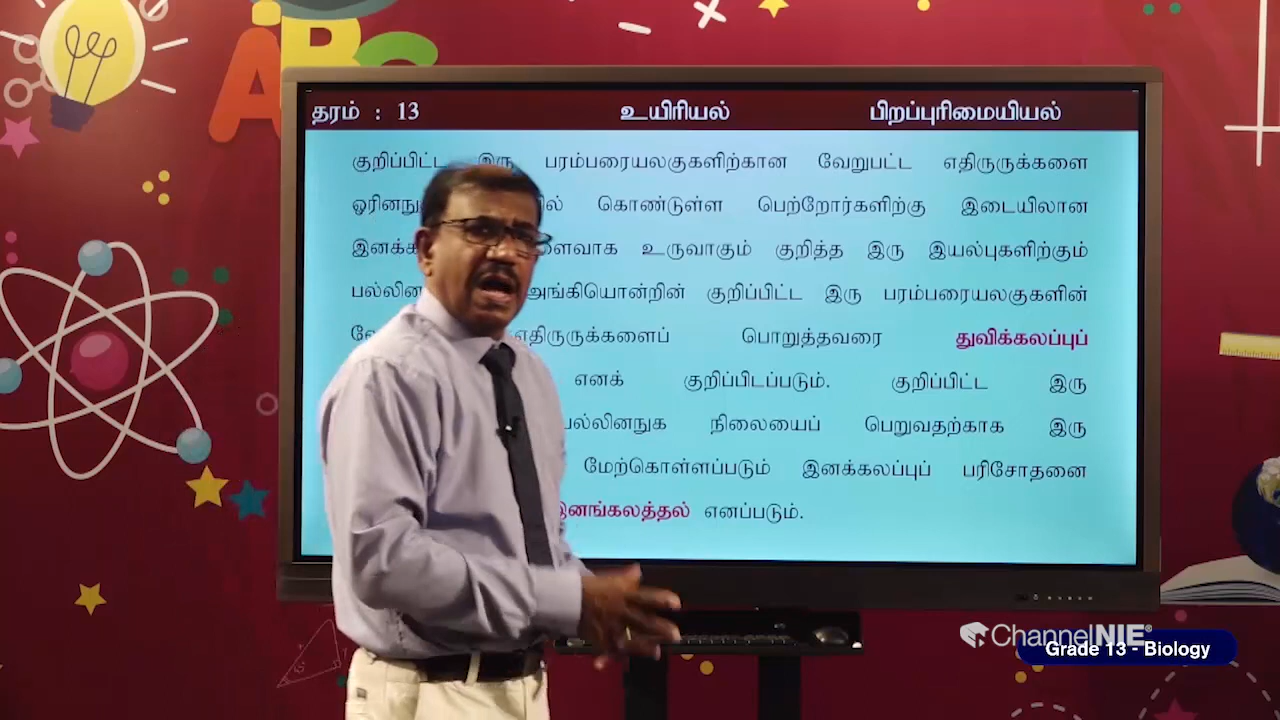 ABC
தரம் : 13 உயிரியல் பிறப்புரிமையியல்
குறிப்பிட்ட இரு பரம்பரையலகுகளிற்கான வேறுபட்ட எதிருருக்களை
கொண்டுள்ள பெற்றோர்களிற்கு இடையிலான
உருவாகும் குறித்த இரு இயல்புகளிற்கும்
அங்கியொன்றின் குறிப்பிட்ட இரு பரம்பரையலகுகளின்
எதிருருக்களைப் பொறுத்தவரை துவிக்கலப்புப்
எனக் குறிப்பிடப்படும். குறிப்பிட்ட இரு
பல்லினநுக நிலையைப் பெறுவதற்காக இரு
மேற்கொள்ளப்படும் இனக்கலப்புப் பரிசோதனை
இனங்கலத்தல் எனப்படும்.
ChannelNIE
Grade 13 - Biology